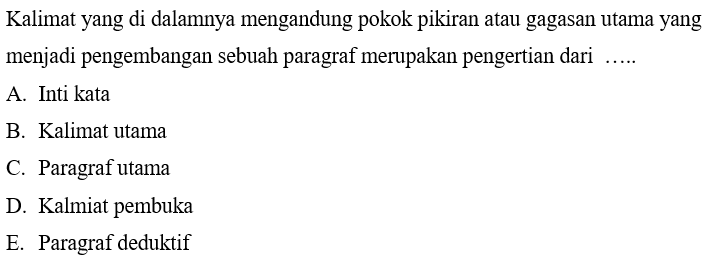 Kalimat yang di dalamnya mengandung pokok pikiran atau gagasan utama yang
menjadi pengembangan sebuah paragraf merupakan pengertian dari …..
A. Inti kata
B. Kalimat utama
C. Paragraf utama
D. Kalmiat pembuka
E. Paragraf deduktif